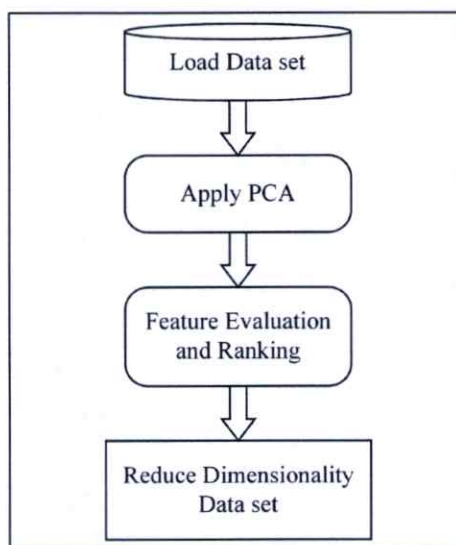 Load Data set
Apply PCA
Feature Evaluation
and Ranking
Reduce Dimensionality
Data set